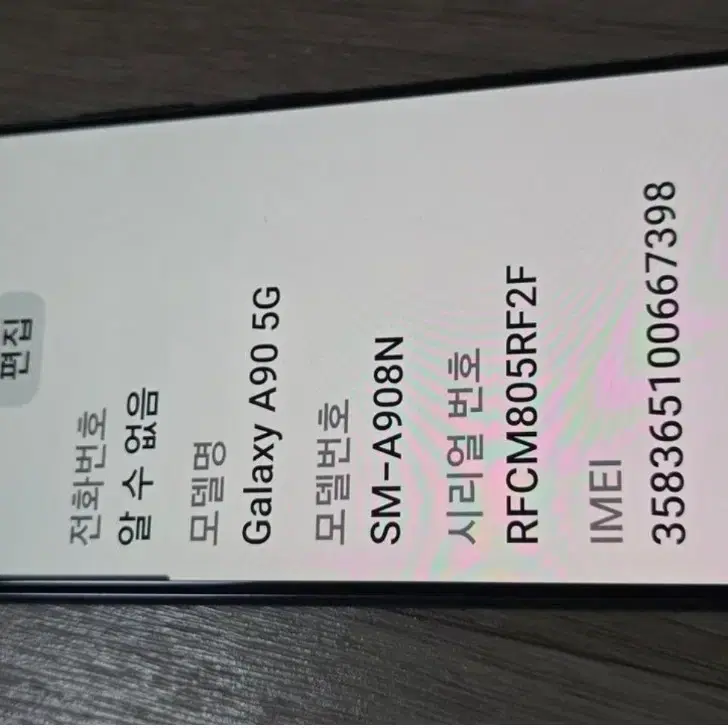 편집
전화번호
알 수 없음
모델명
Galaxy A90 5G
모델번호
SM-A908N
시리얼 번호
RFCM805RF2F
IMEI
358365100667398